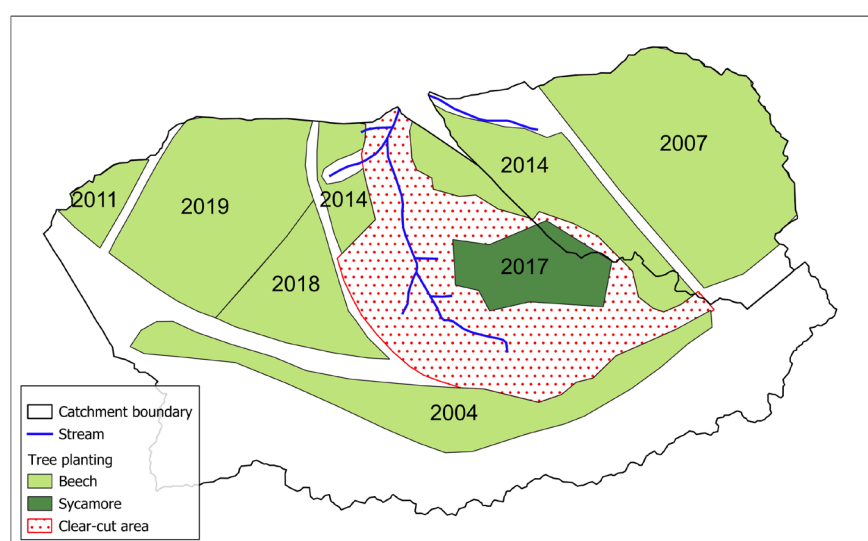 2007
2014
2011
2019
2014
2017
2018
2004
Catchment boundary
Stream
Tree planting
Beech
Sycamore
Clear-cut area